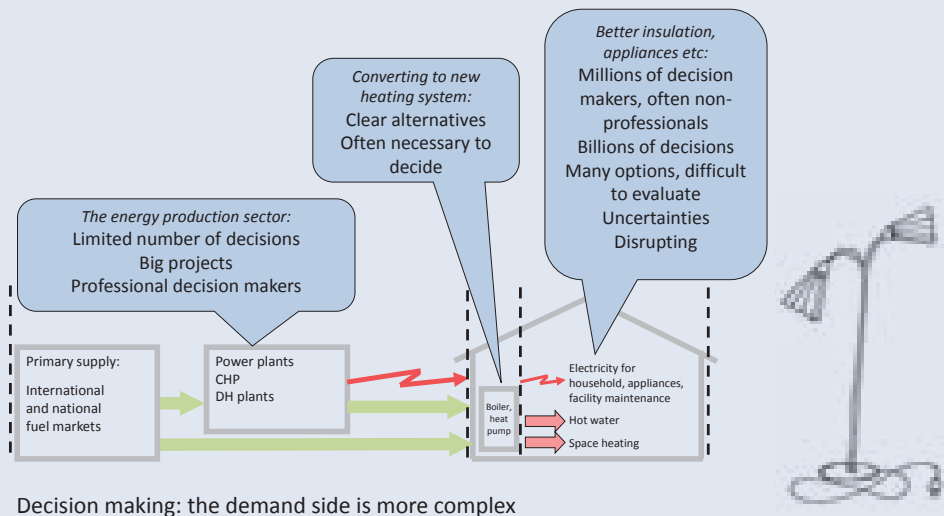 Better insulation,
appliances etc:
Millions of decision
makers, often non-
professionals
Billions of decisions
Many options, difficult
to evaluate
Uncertainties
Disrupting
Converting to new
heating system:
Clear alternatives
Often necessary to
decide
The energy production sector:
Limited number of decisions
Big projects
Professional decision makers
Primary supply:
International
and national
fuel markets
Power plants
CHP
DH plants
Boiler,
heat
pump
Electricity for
household, appliances,
facility maintenance
Hot water
Space heating
Decision making: the demand side is more complex